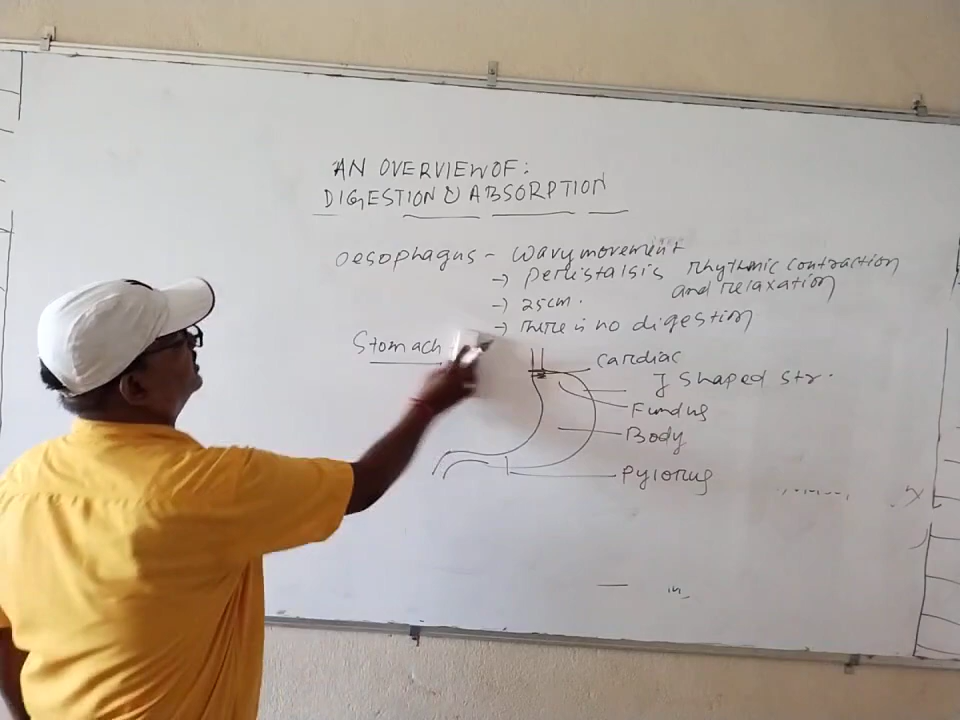 AN OVERVIEW OF:
DIGESTION & ABSORPTION
Oesophagus - wavy movement
→ peristalsis rhythmic contraction
and relaxation
→ 25cm.
→ There is no digestion
Stomach
cardiac
J shaped str.
Fundus
Body
Pylorus